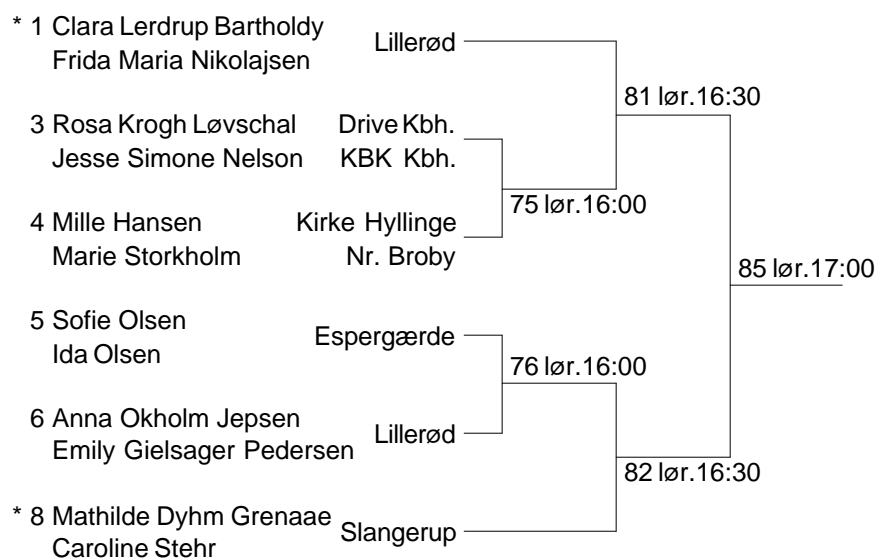 * 1 Clara Lerdrup Bartholdy
Frida Maria Nikolajsen
Lillerød
81 lør.16:30
3 Rosa Krogh Løvschal Drive Kbh.
Jesse Simone Nelson KBK Kbh.
75 lør.16:00
4 Mille Hansen Kirke Hyllinge
Marie Storkholm Nr. Broby
85 lør.17:00
5 Sofie Olsen
Ida Olsen
Espergærde
76 lør.16:00
6 Anna Okholm Jepsen
Emily Gielsager Pedersen
Lillerød
82 lør.16:30
* 8 Mathilde Dyhm Grenaae
Caroline Stehr
Slangerup